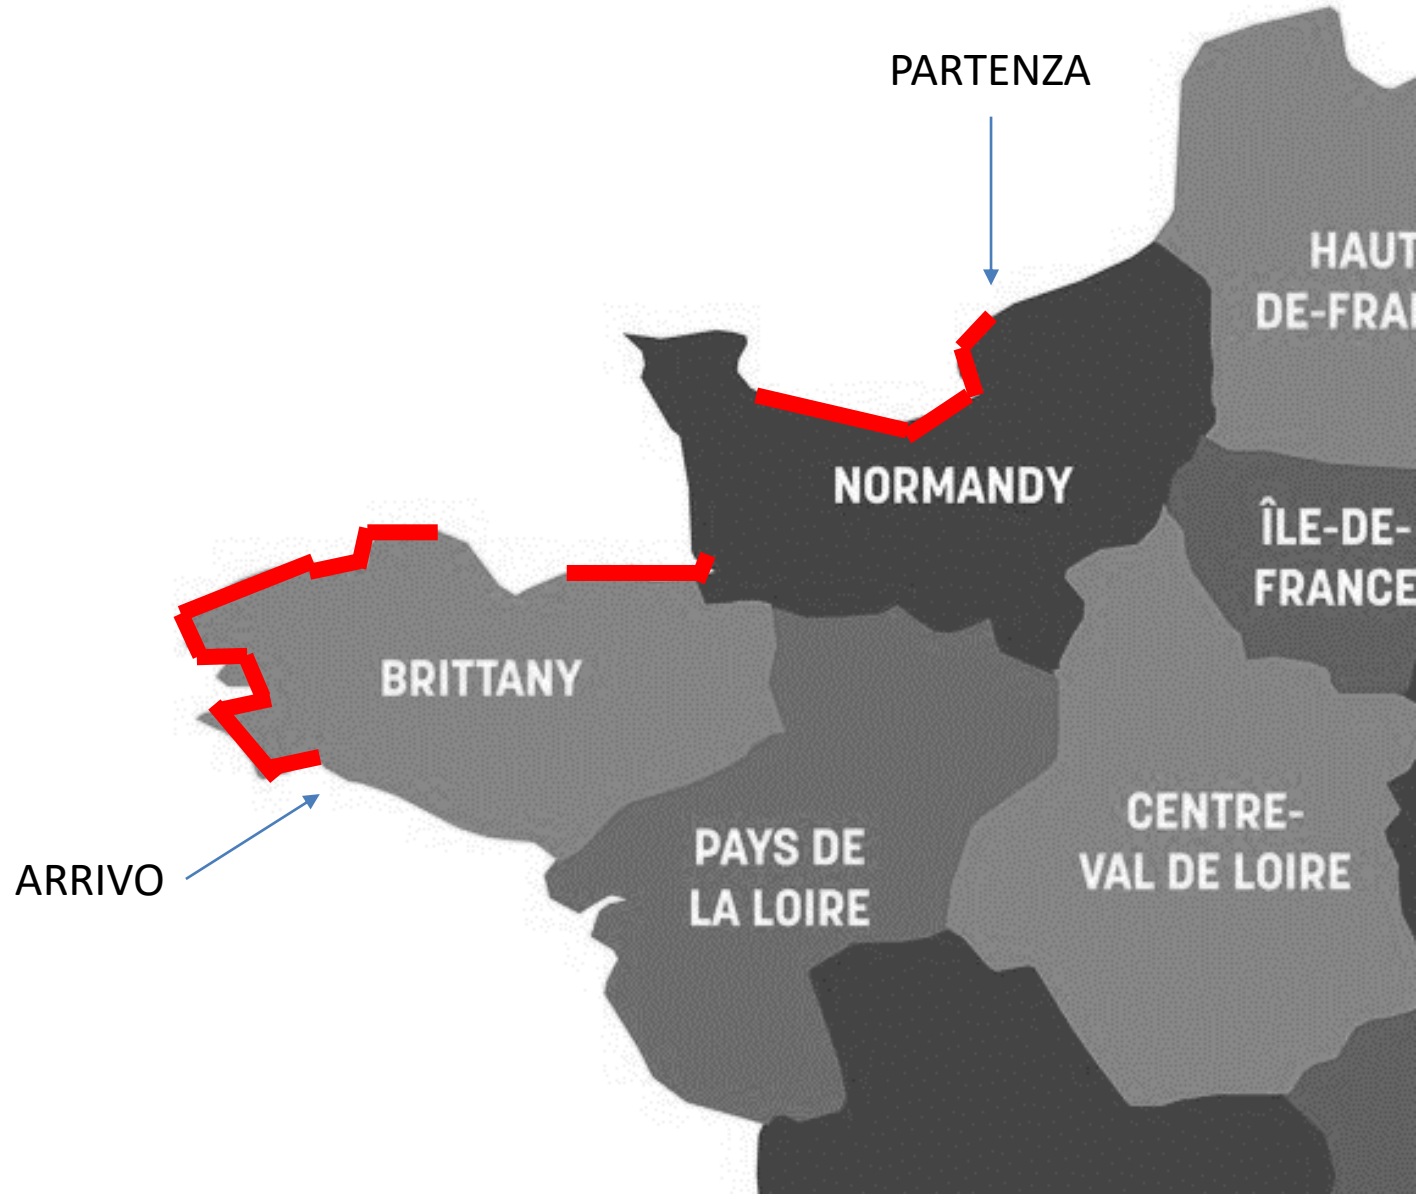 PARTENZA
HAUT
DE-FRA
NORMANDY
ÎLE-DE-
FRANCE
BRITTANY
CENTRE-
VAL DE LOIRE
PAYS DE
LA LOIRE
ARRIVO